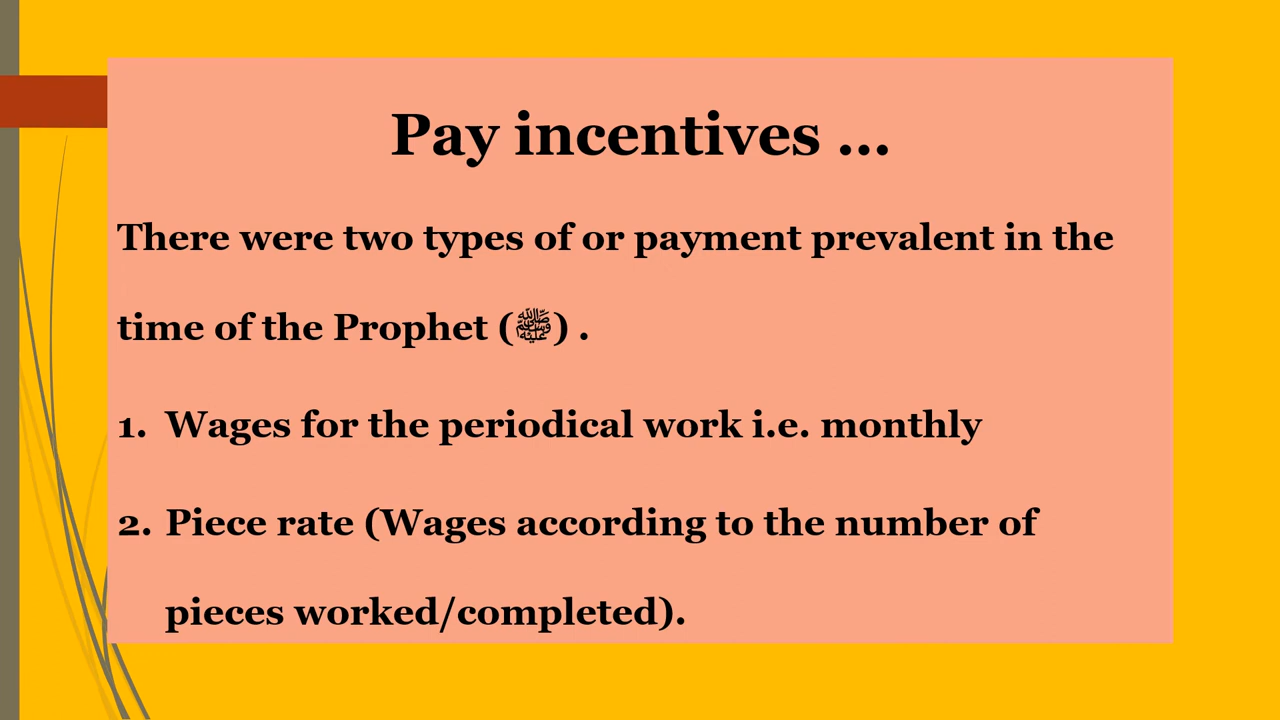 Pay incentives ...
There were two types of or payment prevalent in the
time of the Prophet (ﷺ) .
1. Wages for the periodical work i.e. monthly
2. Piece rate (Wages according to the number of
pieces worked/completed).